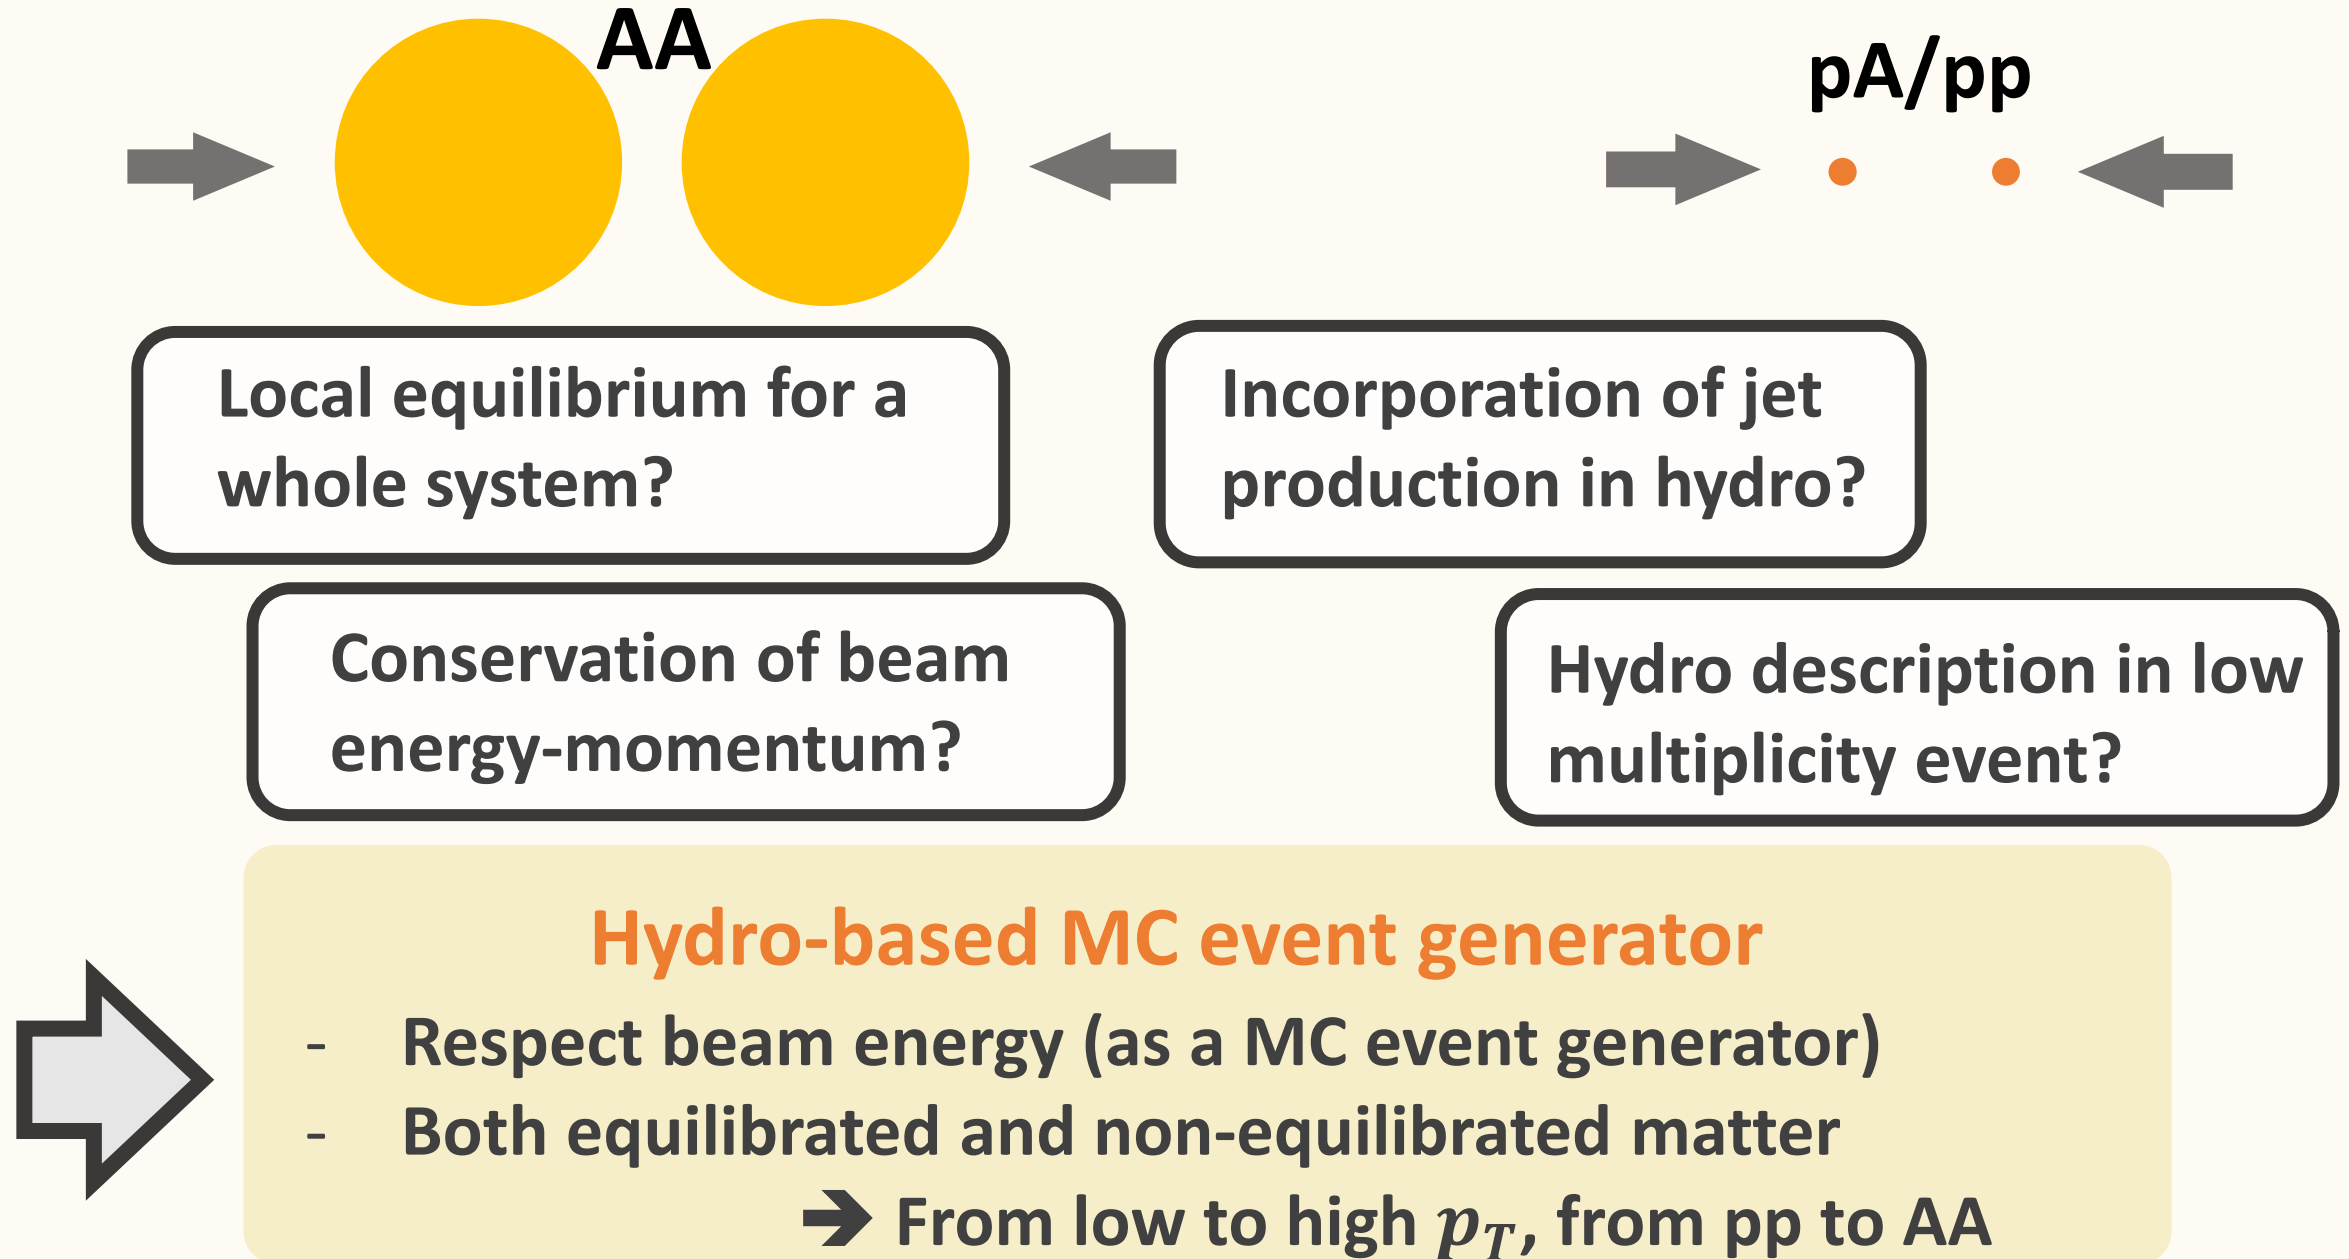 AA
pA/pp
Local equilibrium for a
whole system?
Incorporation of jet
production in hydro?
Conservation of beam
energy-momentum?
Hydro description in low
multiplicity event?
Hydro-based MC event generator
- Respect beam energy (as a MC event generator)
- Both equilibrated and non-equilibrated matter
➔ From low to high $p_T$, from pp to AA